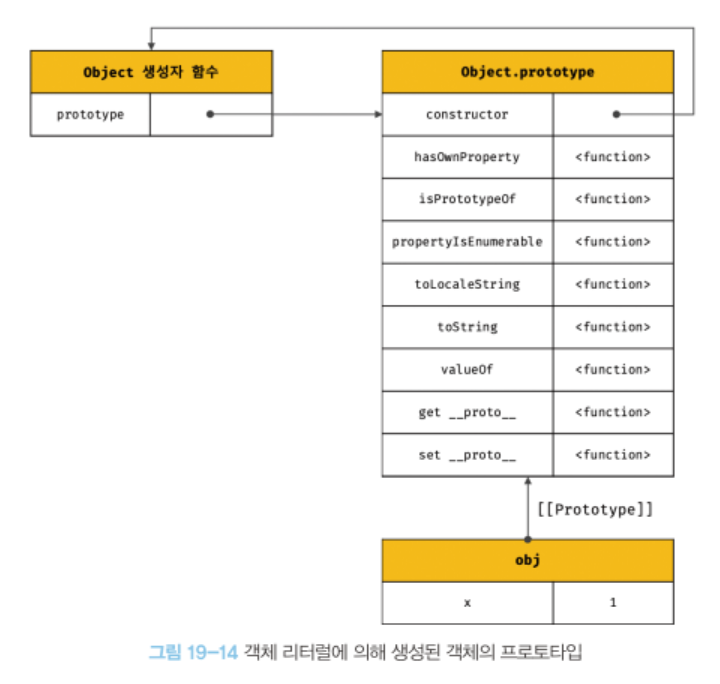 Object 생성자 함수
prototype
Object.prototype
constructor
hasOwnProperty <function>
isPrototypeOf <function>
propertyIsEnumerable <function>
toLocaleString <function>
toString <function>
valueOf <function>
get __proto__ <function>
set __proto__ <function>
[[Prototype]]
obj
x 1
그림 19-14 객체 리터럴에 의해 생성된 객체의 프로토타입